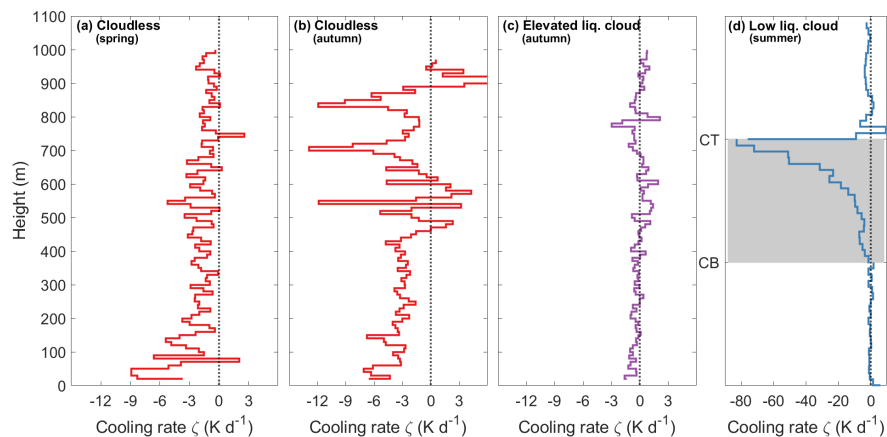 (a) Cloudless
(spring)
(b) Cloudless
(autumn)
(c) Elevated liq. cloud
(autumn)
(d) Low liq. cloud
(summer)
Height (m)
1100
1000
900
800
700
600
500
400
300
200
100
0
CT
CB
-12 -9 -6 -3 0 3
-12 -9 -6 -3 0 3
-12 -9 -6 -3 0 3
-80 -60 -40 -20 0
Cooling rate ζ (K d⁻¹)
Cooling rate ζ (K d⁻¹)
Cooling rate ζ (K d⁻¹)
Cooling rate ζ (K d⁻¹)